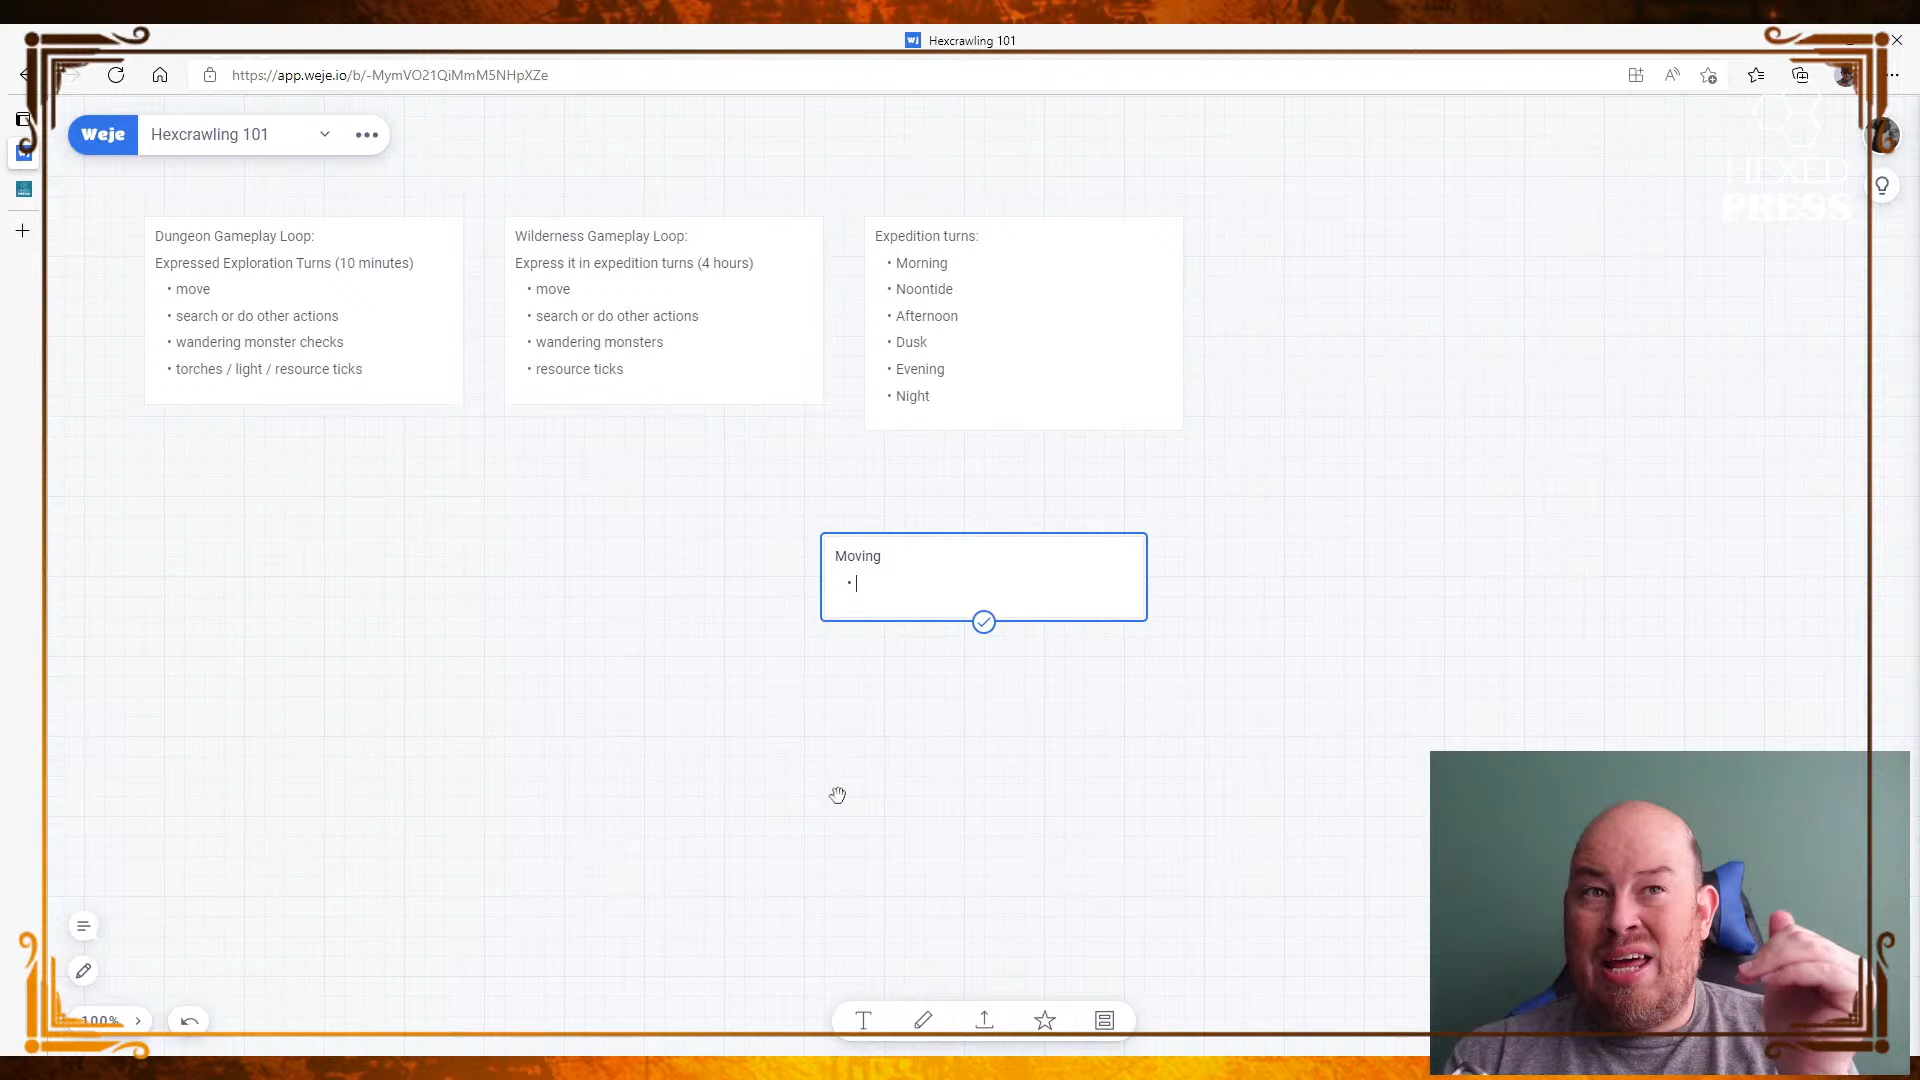 Hexcrawling 101
https://app.weje.io/b/-MymVO21QiMmM5NHpXZe
Weje
Hexcrawling 101
HEXED
PRESS
Dungeon Gameplay Loop:
Expressed Exploration Turns (10 minutes)
• move
• search or do other actions
• wandering monster checks
• torches / light / resource ticks
Wilderness Gameplay Loop:
Express it in expedition turns (4 hours)
• move
• search or do other actions
• wandering monsters
• resource ticks
Expedition turns:
• Morning
• Noontide
• Afternoon
• Dusk
• Evening
• Night
Moving
•
100%